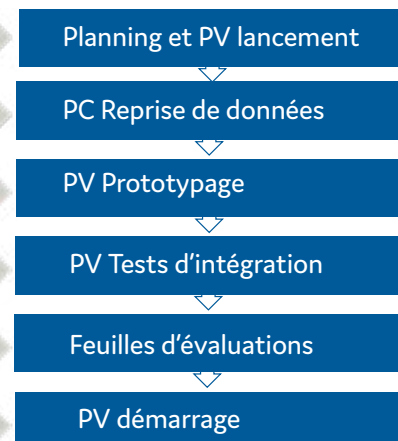 Planning et PV lancement
PC Reprise de données
PV Prototypage
PV Tests d'intégration
Feuilles d'évaluations
PV démarrage